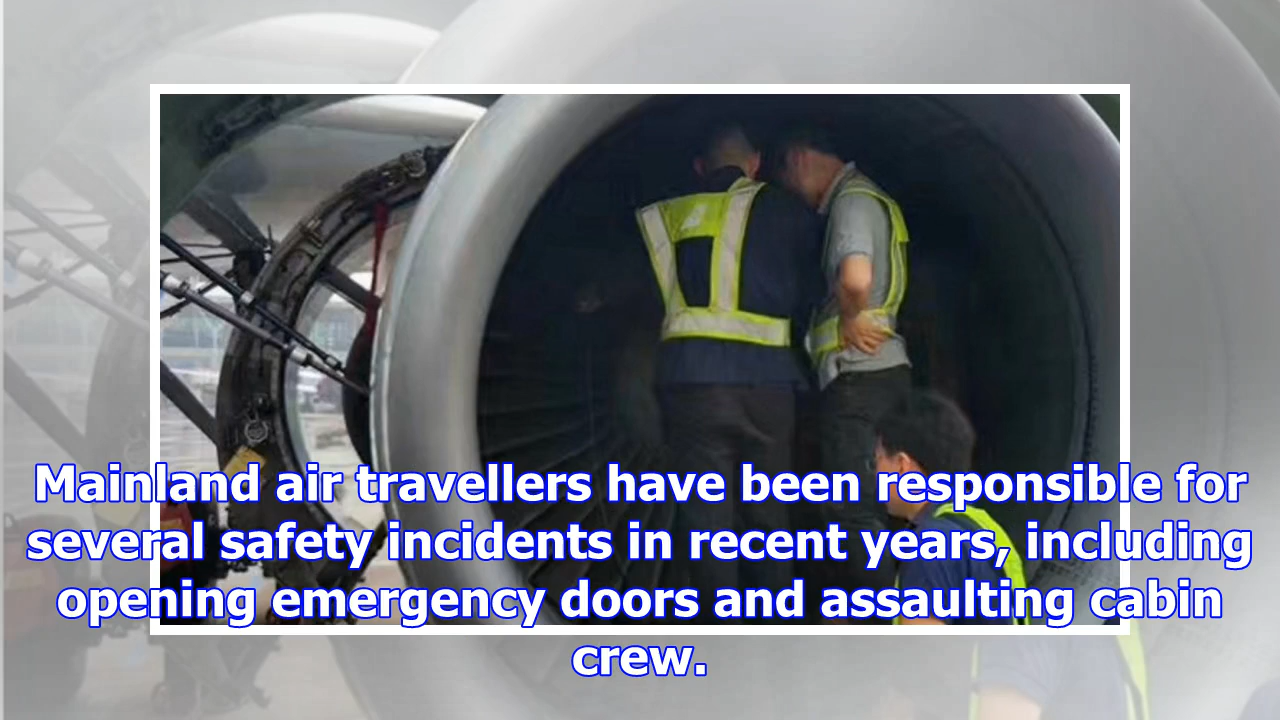 Mainland air travellers have been responsible for
several safety incidents in recent years, including
opening emergency doors and assaulting cabin
crew.